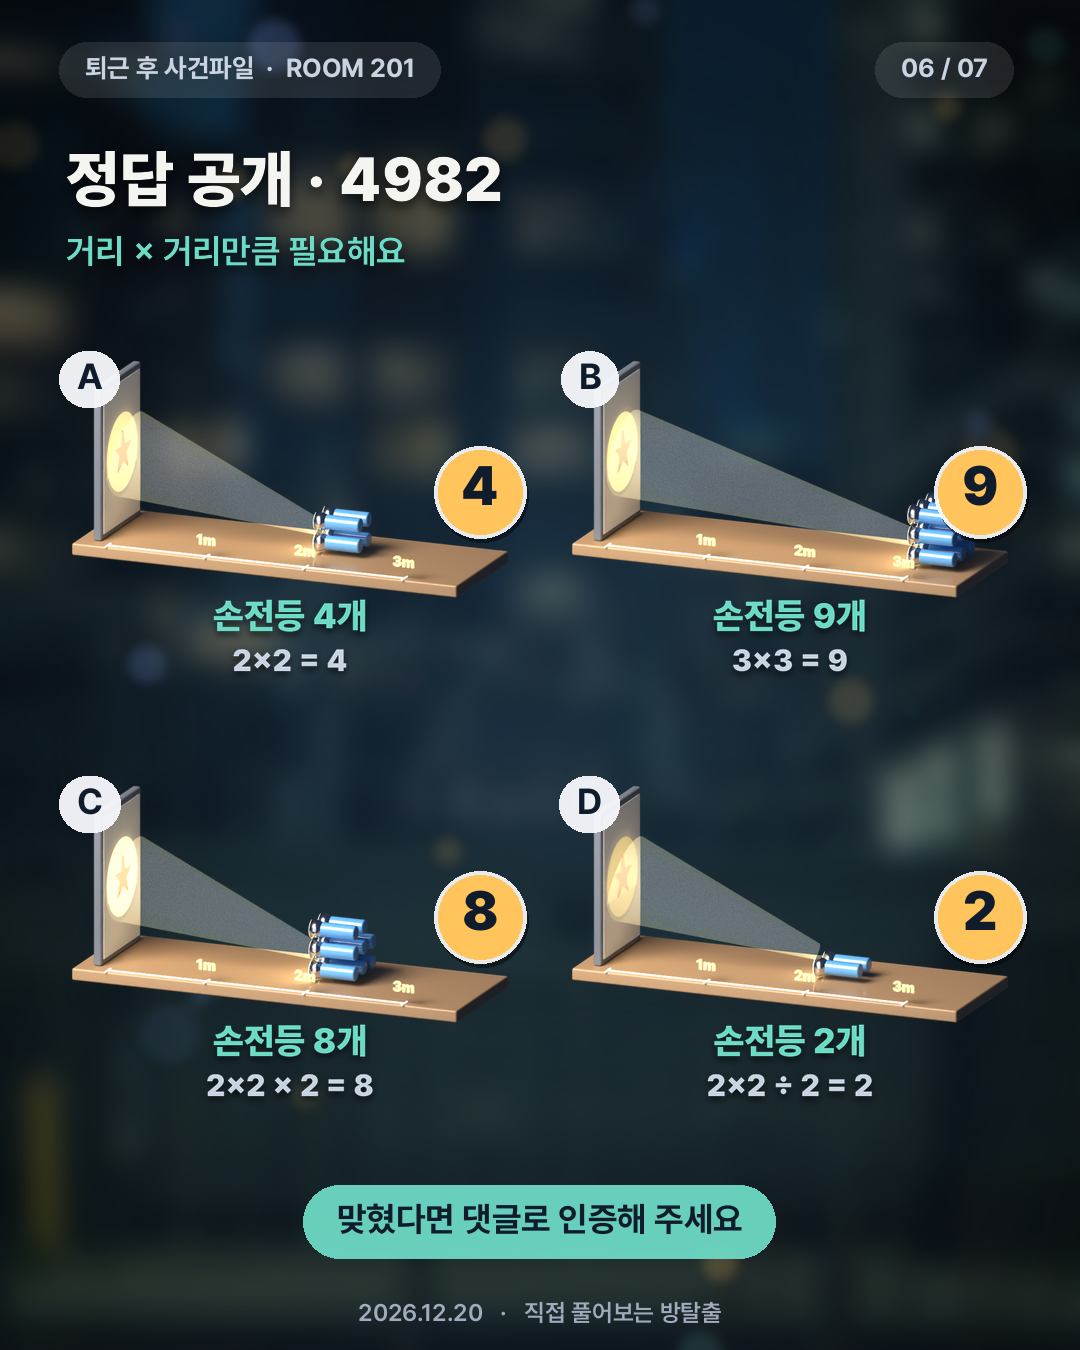 퇴근 후 사건파일 · ROOM 201
06 / 07
정답 공개 · 4982
거리 × 거리만큼 필요해요
A
4
1m
2m
3m
손전등 4개
2×2 = 4
B
9
1m
2m
3m
손전등 9개
3×3 = 9
C
8
1m
2m
3m
손전등 8개
2×2 × 2 = 8
D
2
1m
2m
3m
손전등 2개
2×2 ÷ 2 = 2
맞혔다면 댓글로 인증해 주세요
2026.12.20 · 직접 풀어보는 방탈출